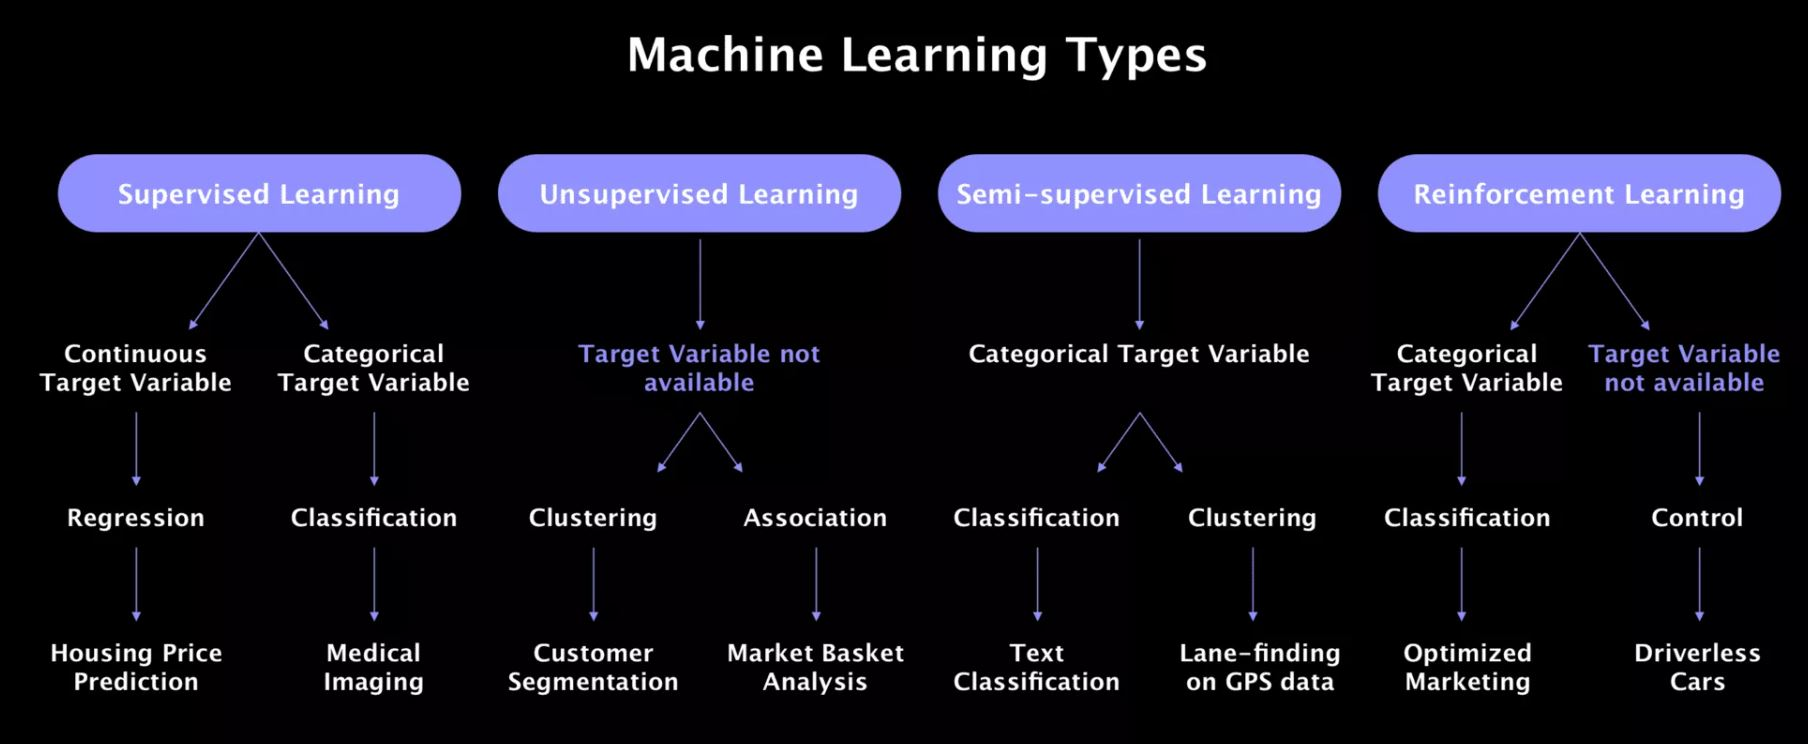 Machine Learning Types
Supervised Learning
Unsupervised Learning
Semi-supervised Learning
Reinforcement Learning
Continuous
Target Variable
Categorical
Target Variable
Target Variable not
available
Categorical Target Variable
Categorical
Target Variable
Target Variable
not available
Regression
Classification
Clustering
Association
Classification
Clustering
Classification
Control
Housing Price
Prediction
Medical
Imaging
Customer
Segmentation
Market Basket
Analysis
Text
Classification
Lane-finding
on GPS data
Optimized
Marketing
Driverless
Cars